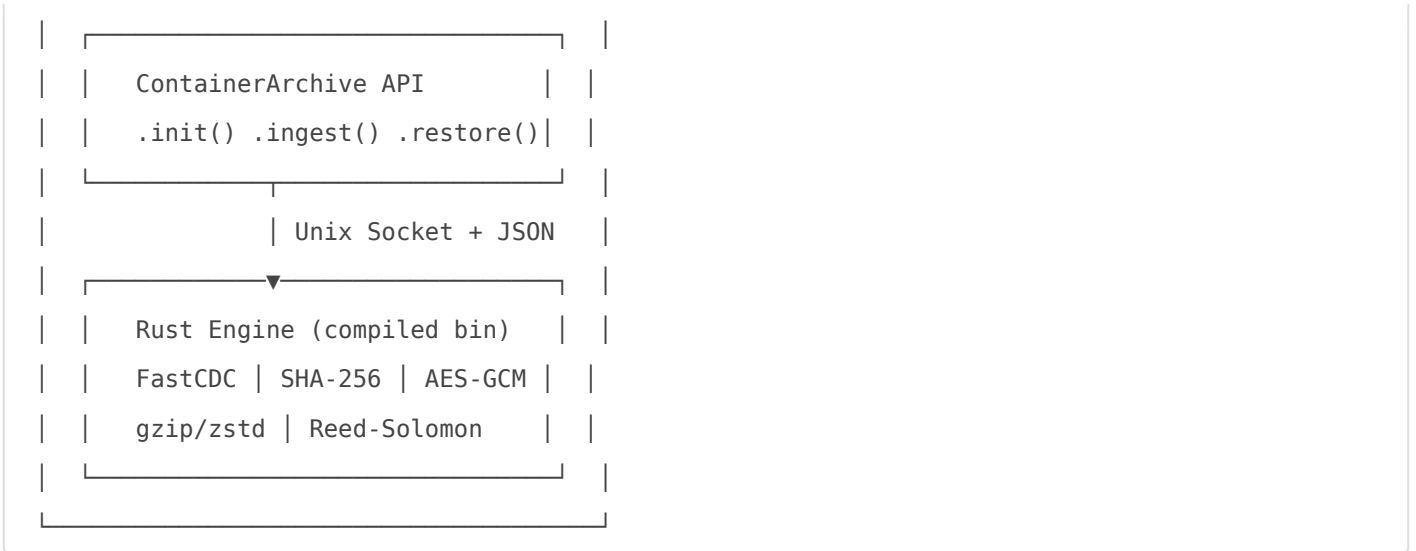 ContainerArchive API
.init() .ingest() .restore()
Unix Socket + JSON
Rust Engine (compiled bin)
FastCDC │ SHA-256 │ AES-GCM
gzip/zstd │ Reed-Solomon